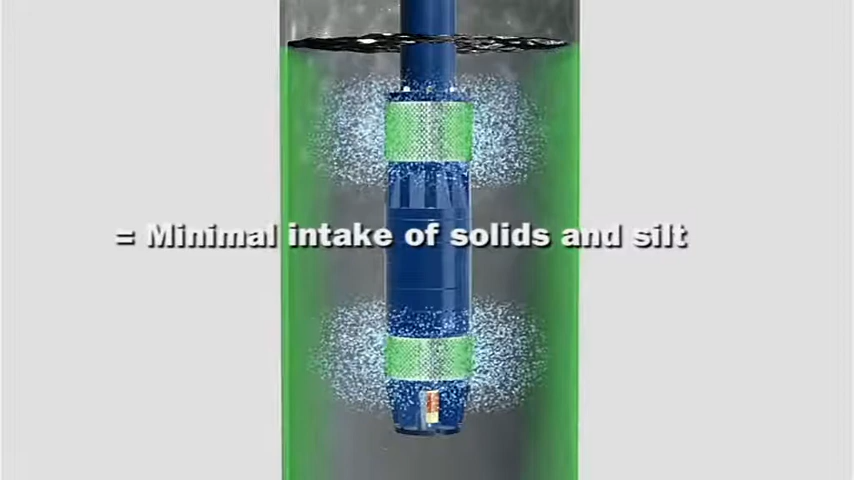 = Minimal intake of solids and silt